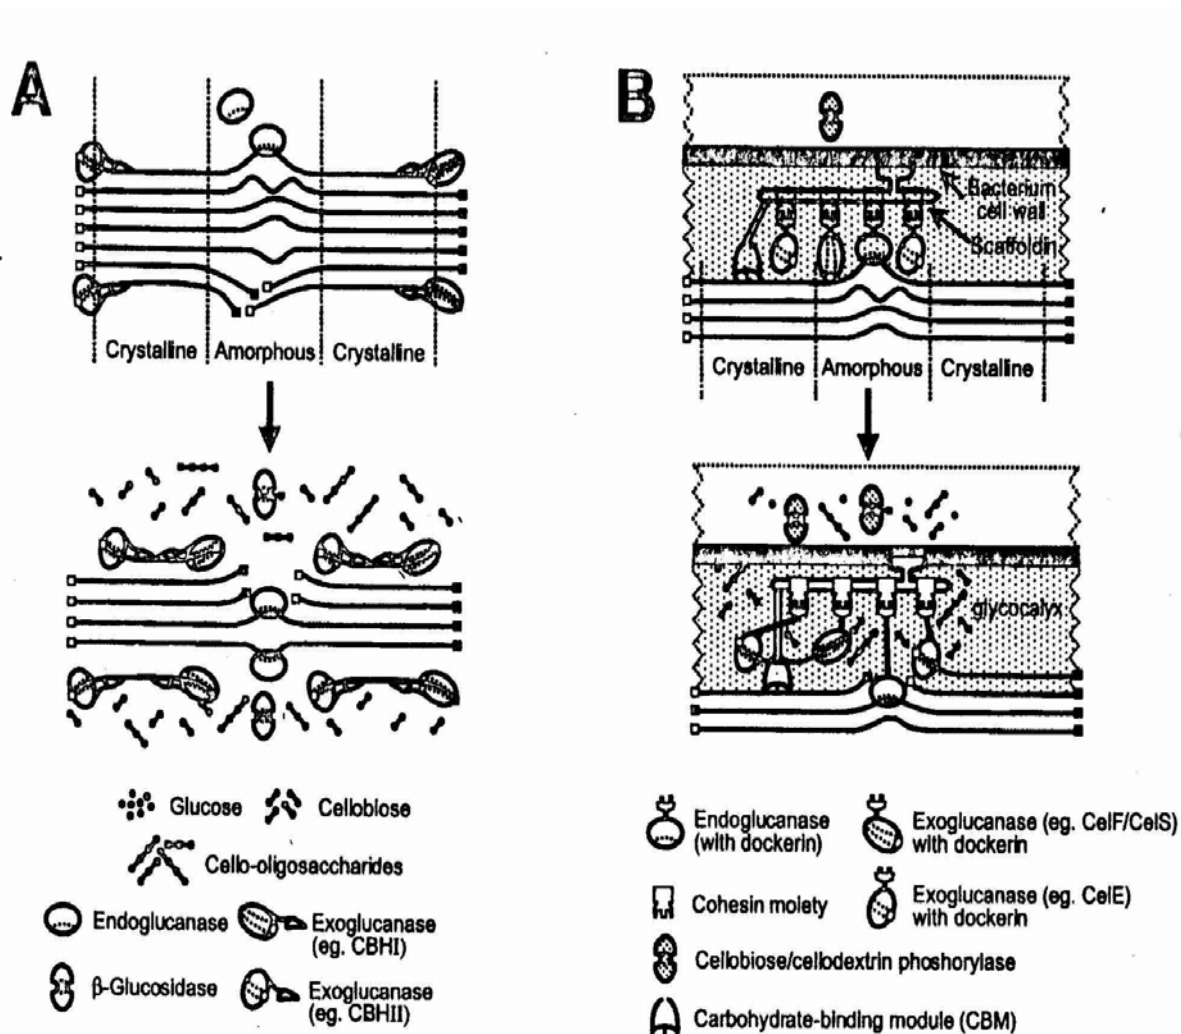 A
Crystalline
Amorphous
Crystalline
Glucose
Cellobiose
Cello-oligosaccharides
Endoglucanase
Exoglucanase
(eg. CBHI)
β-Glucosidase
Exoglucanase
(eg. CBHII)
B
Bacterium
cell wall
Scaffoldin
Crystalline
Amorphous
Crystalline
glycocalyx
Endoglucanase
(with dockerin)
Exoglucanase (eg. CelF/CelS)
with dockerin
Cohesin moiety
Exoglucanase (eg. CelE)
with dockerin
Cellobiose/cellodextrin phoshorylase
Carbohydrate-binding module (CBM)